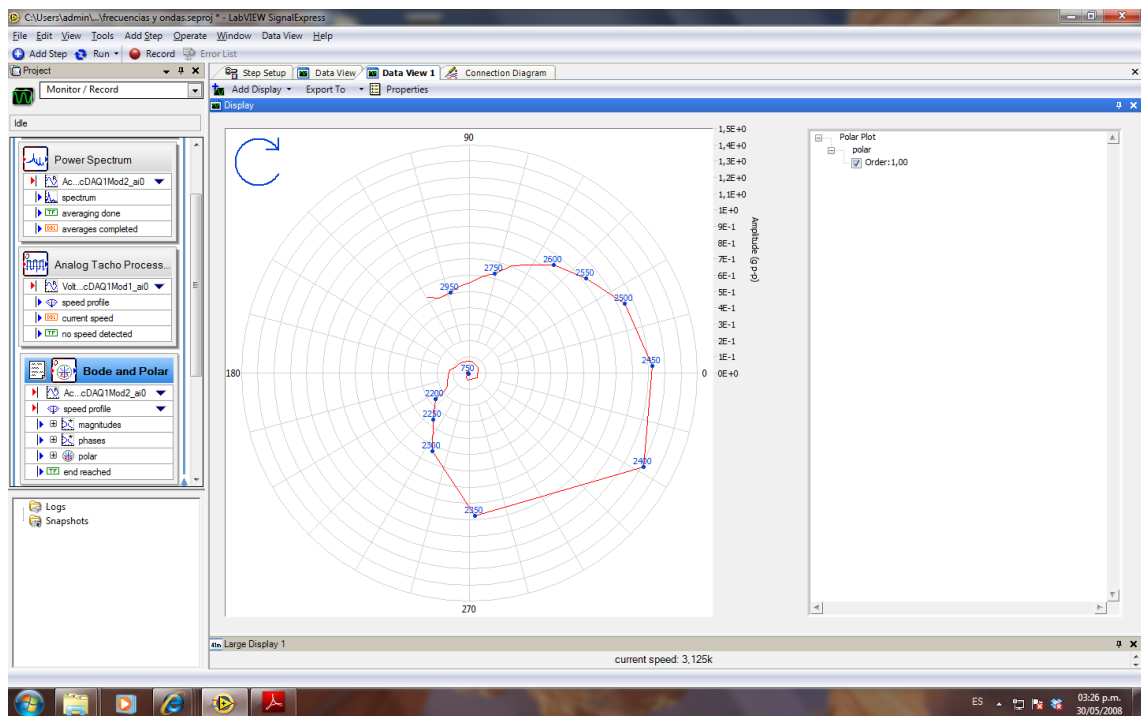 C:\Users\admin\...\frecuencias y ondas.seproj * - LabVIEW SignalExpress
File Edit View Tools Add Step Operate Window Data View Help
Add Step Run Record Error List
Project
Monitor / Record
Idle
Power Spectrum
Ac...cDAQ1Mod2_ai0
spectrum
TF averaging done
DBL averages completed
Analog Tacho Process...
Volt...cDAQ1Mod1_ai0
speed profile
DBL current speed
TF no speed detected
Bode and Polar
Ac...cDAQ1Mod2_ai0
speed profile
magnitudes
phases
polar
TF end reached
Logs
Snapshots
Step Setup Data View Data View 1 Connection Diagram
Add Display Export To Properties
Display
90
180
0
270
750
2200
2250
2300
2350
2400
2450
2500
2550
2600
2750
2950
1,5E+0
1,4E+0
1,3E+0
1,2E+0
1,1E+0
1E+0
9E-1
8E-1
7E-1
6E-1
5E-1
4E-1
3E-1
2E-1
1E-1
0E+0
Amplitude (g p-p)
Polar Plot
polar
Order:1,00
Large Display 1
current speed: 3,125k
ES
03:26 p.m.
30/05/2008